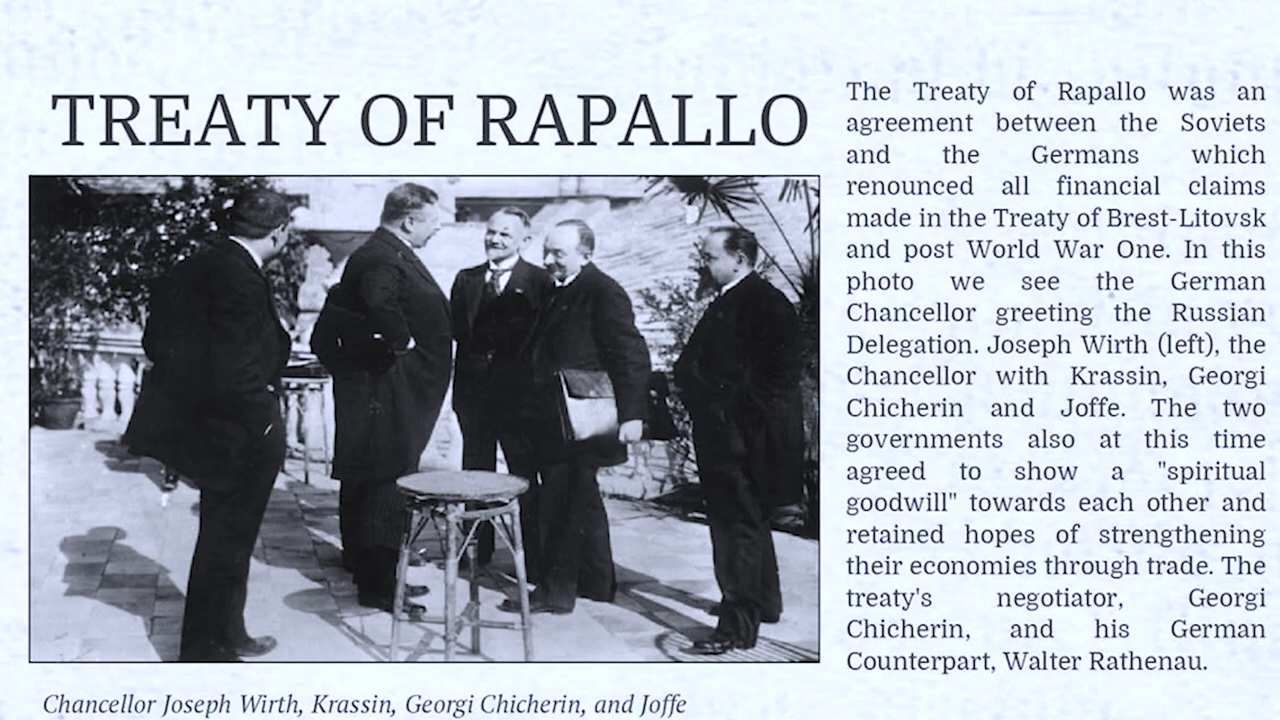 TREATY OF RAPALLO
The Treaty of Rapallo was an
agreement between the Soviets
and the Germans which
renounced all financial claims
made in the Treaty of Brest-Litovsk
and post World War One. In this
photo we see the German
Chancellor greeting the Russian
Delegation. Joseph Wirth (left), the
Chancellor with Krassin, Georgi
Chicherin and Joffe. The two
governments also at this time
agreed to show a "spiritual
goodwill" towards each other and
retained hopes of strengthening
their economies through trade. The
treaty's negotiator, Georgi
Chicherin, and his German
Counterpart, Walter Rathenau.
Chancellor Joseph Wirth, Krassin, Georgi Chicherin, and Joffe